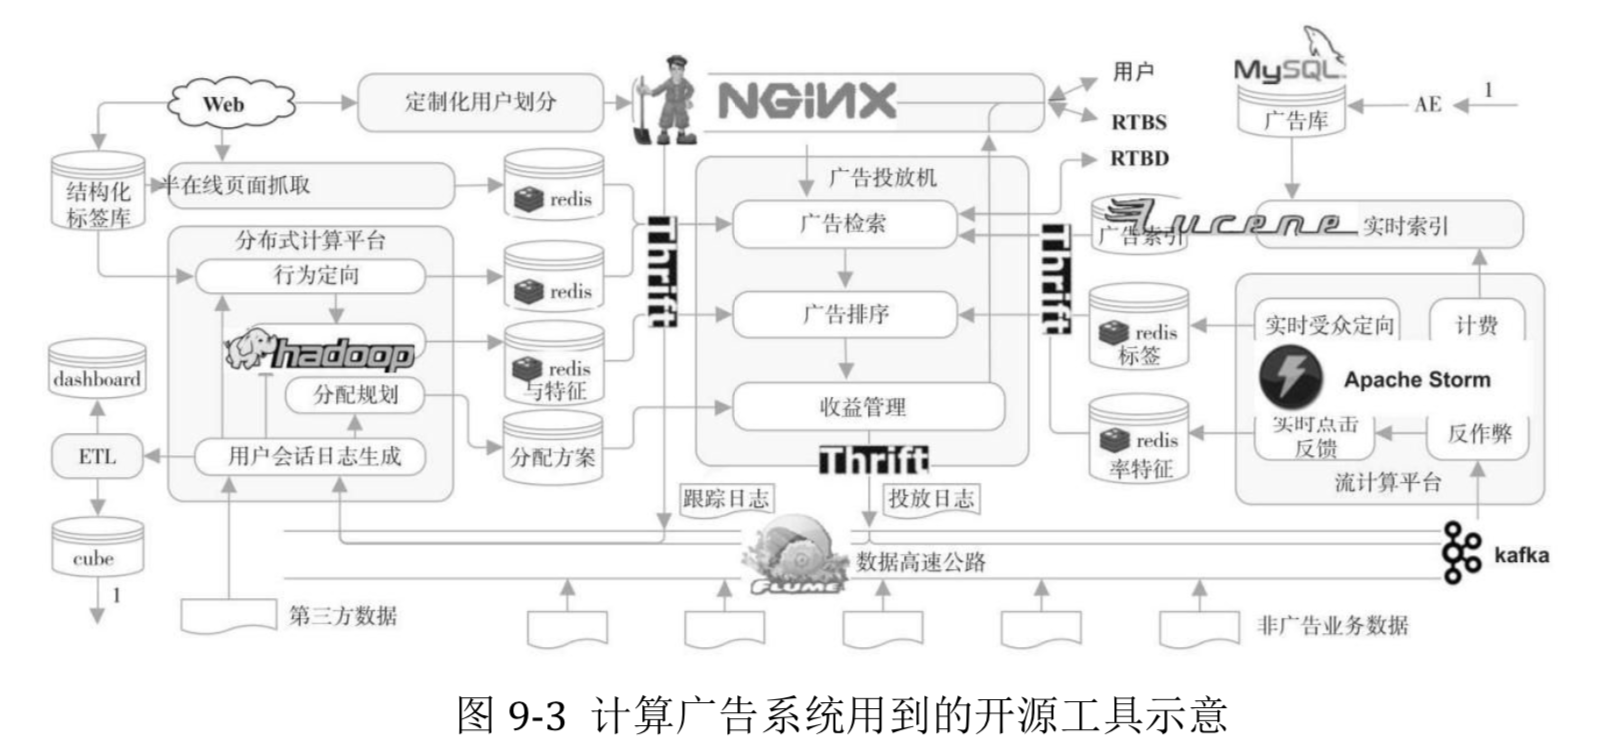 Web
定制化用户划分
NGiNX
用户
RTBS
RTBD
MySQL
广告库
AE
1
结构化
标签库
半在线页面抓取
redis
广告投放机
广告检索
Thrift
Thrift
广告索引
Lucene
实时索引
分布式计算平台
行为定向
redis
广告排序
redis
标签
实时受众定向
计费
hadoop
redis
与特征
Apache Storm
dashboard
分配规划
收益管理
ETL
用户会话日志生成
分配方案
Thrift
redis
率特征
实时点击
反馈
反作弊
流计算平台
跟踪日志
投放日志
cube
1
FLUME
数据高速公路
kafka
第三方数据
非广告业务数据
图 9-3 计算广告系统用到的开源工具示意